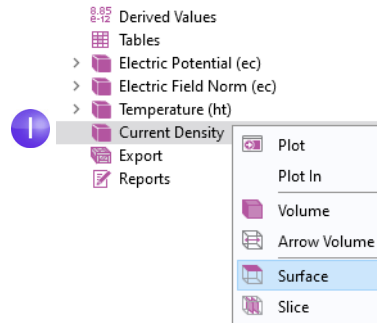 8.85
e-12 Derived Values
Tables
Electric Potential (ec)
Electric Field Norm (ec)
Temperature (ht)
I Current Density
Export
Reports
Plot
Plot In
Volume
Arrow Volume
Surface
Slice